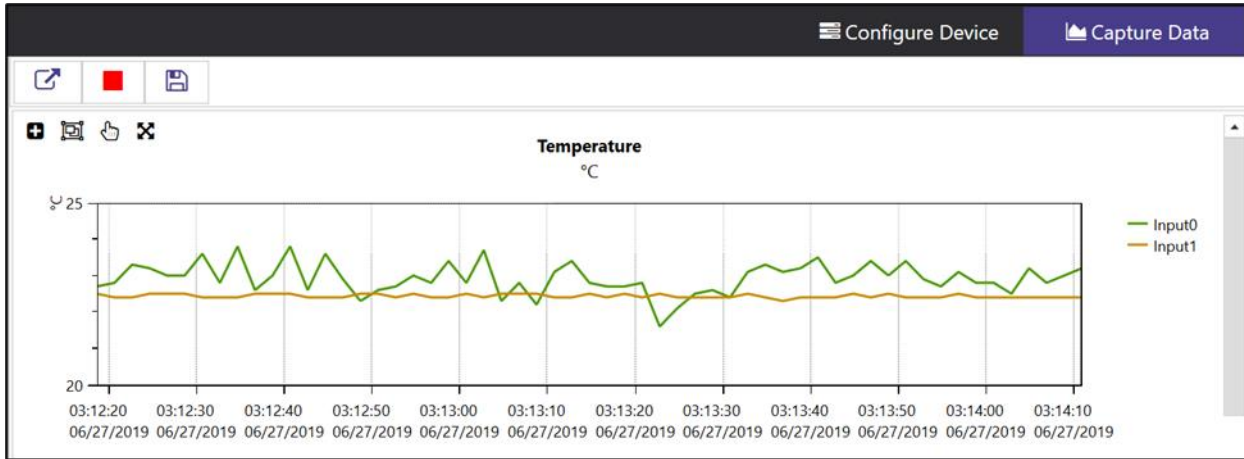 Configure Device
Capture Data
Temperature
°C
°C
25
20
Input0
Input1
03:12:20 03:12:30 03:12:40 03:12:50 03:13:00 03:13:10 03:13:20 03:13:30 03:13:40 03:13:50 03:14:00 03:14:10
06/27/2019 06/27/2019 06/27/2019 06/27/2019 06/27/2019 06/27/2019 06/27/2019 06/27/2019 06/27/2019 06/27/2019 06/27/2019 06/27/2019